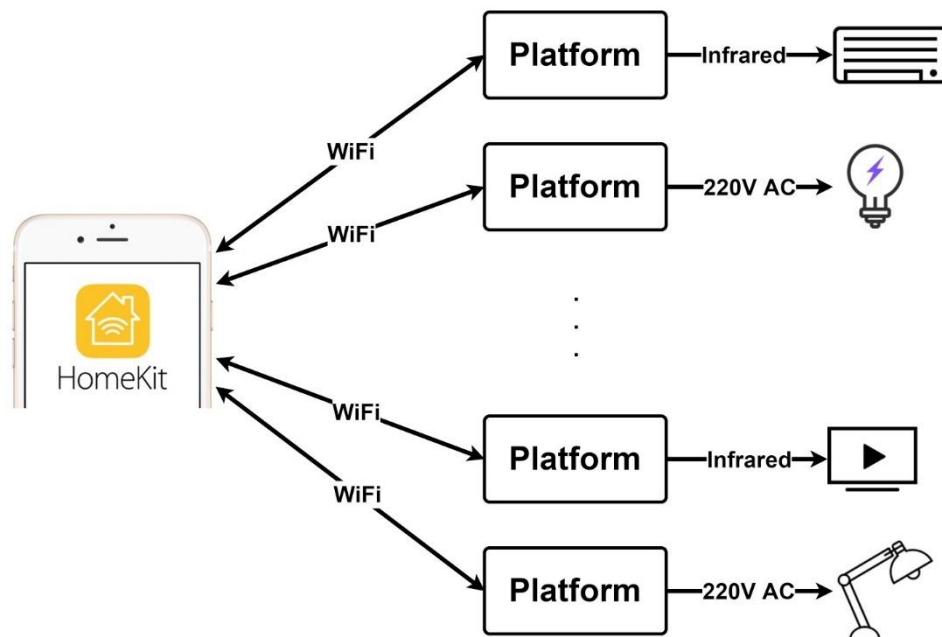 Platform
Infrared
WiFi
Platform
220V AC
WiFi
HomeKit
WiFi
Platform
Infrared
WiFi
Platform
220V AC